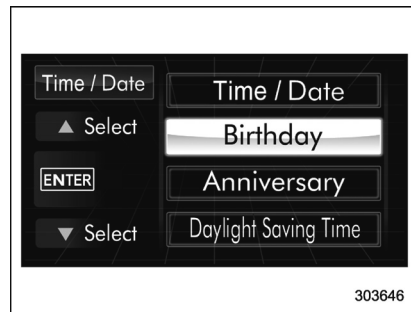 Time / Date
▲ Select
ENTER
▼ Select
Time / Date
Birthday
Anniversary
Daylight Saving Time
303646